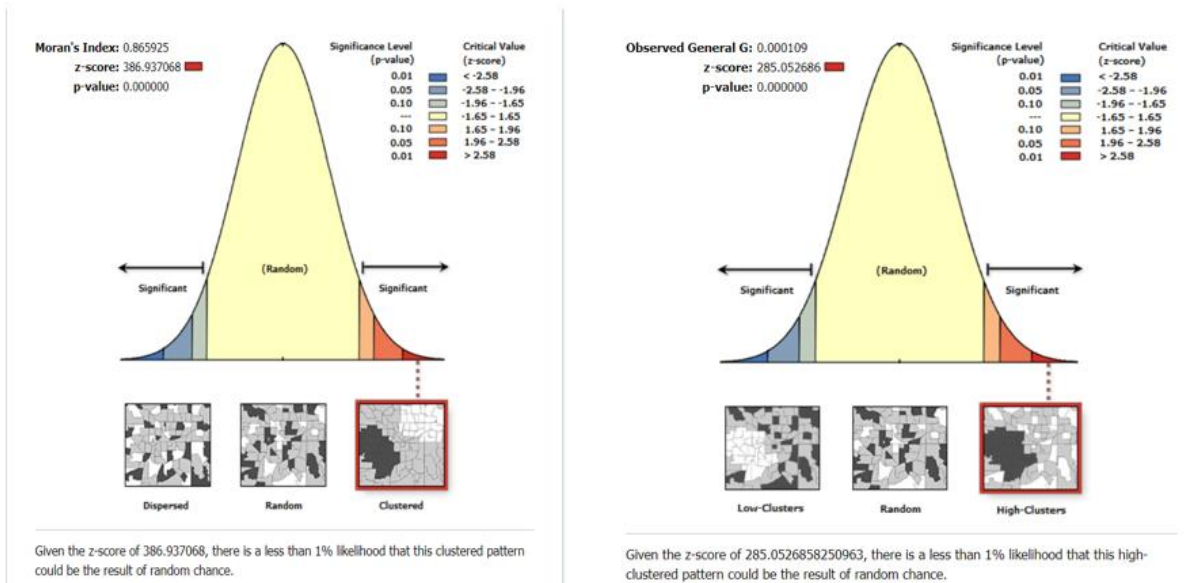 Moran's Index: 0.865925
z-score: 386.937068
p-value: 0.000000
Significance Level (p-value)
Critical Value (z-score)
0.01 < -2.58
0.05 -2.58 – -1.96
0.10 -1.96 – -1.65
--- -1.65 – 1.65
0.10 1.65 – 1.96
0.05 1.96 – 2.58
0.01 > 2.58
(Random)
Significant
Significant
Dispersed
Random
Clustered
Given the z-score of 386.937068, there is a less than 1% likelihood that this clustered pattern
could be the result of random chance.
Observed General G: 0.000109
z-score: 285.052686
p-value: 0.000000
Significance Level (p-value)
Critical Value (z-score)
0.01 < -2.58
0.05 -2.58 – -1.96
0.10 -1.96 – -1.65
--- -1.65 – 1.65
0.10 1.65 – 1.96
0.05 1.96 – 2.58
0.01 > 2.58
(Random)
Significant
Significant
Low-Clusters
Random
High-Clusters
Given the z-score of 285.0526858250963, there is a less than 1% likelihood that this high-
clustered pattern could be the result of random chance.